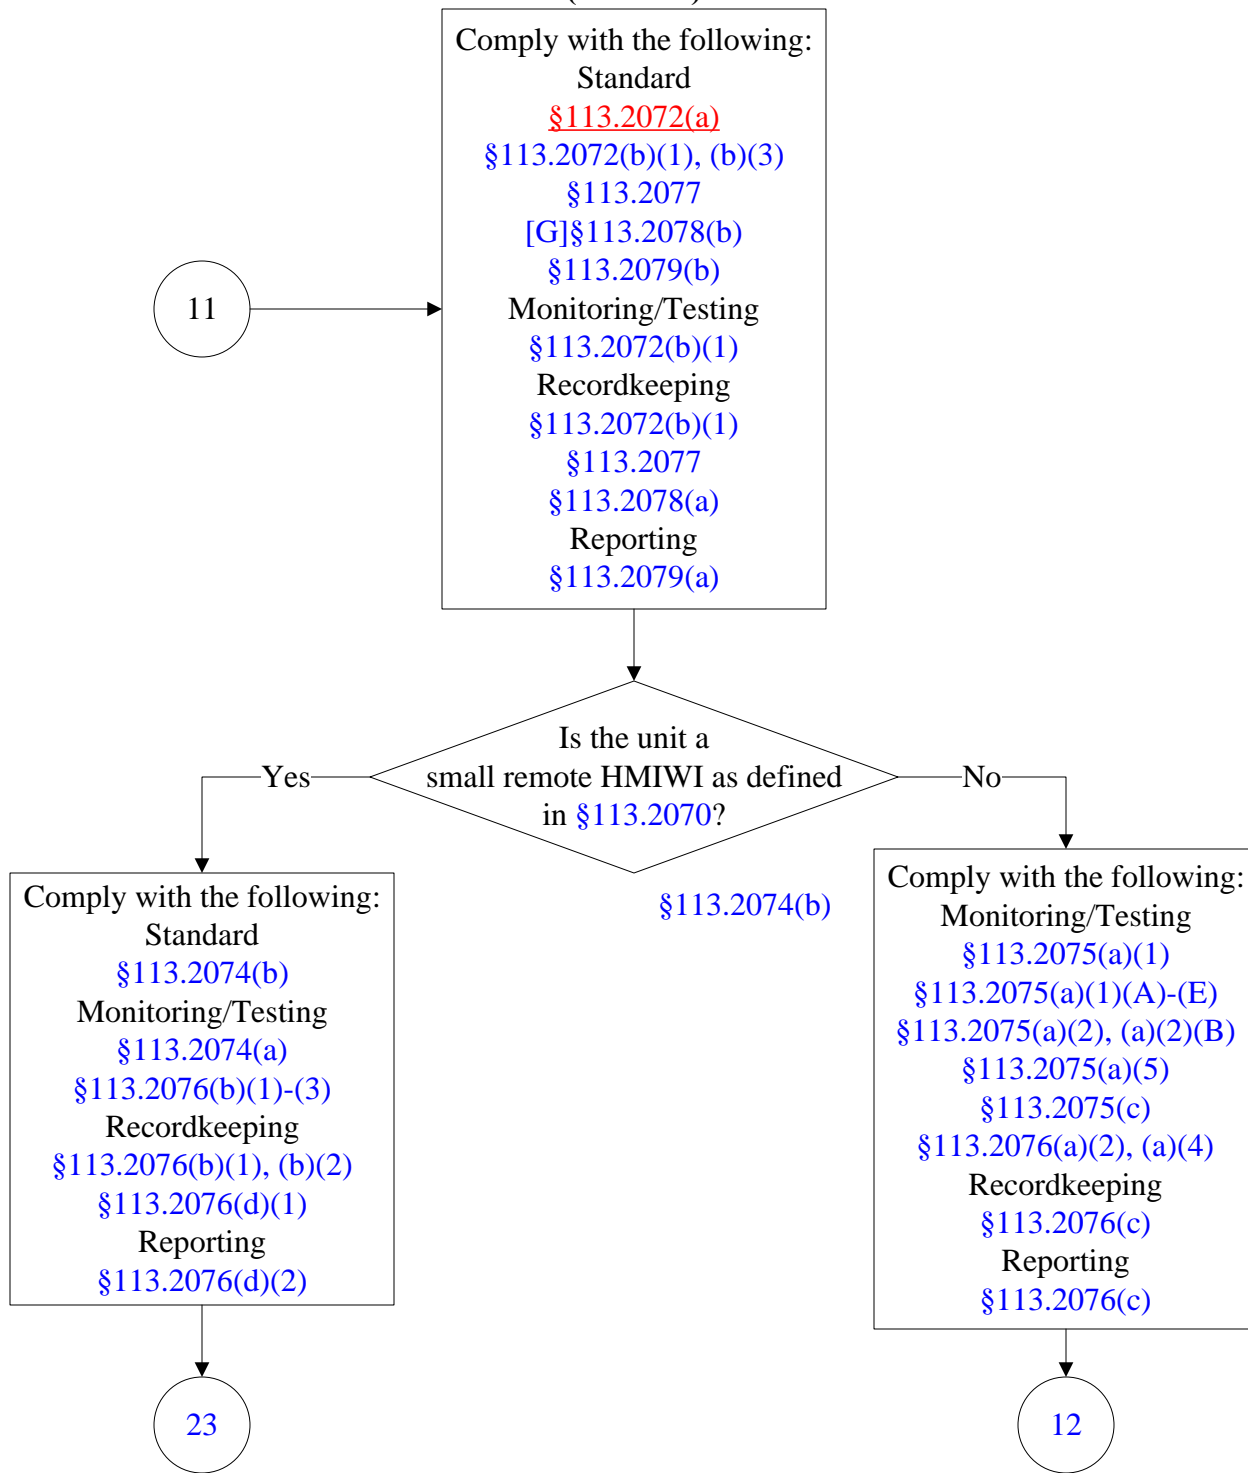 Comply with the following:
Standard
§113.2072(a)
§113.2072(b)(1), (b)(3)
§113.2077
[G]§113.2078(b)
§113.2079(b)
Monitoring/Testing
§113.2072(b)(1)
Recordkeeping
§113.2072(b)(1)
§113.2077
§113.2078(a)
Reporting
§113.2079(a)
11
Is the unit a
small remote HMIWI as defined
in §113.2070?
Yes
No
§113.2074(b)
Comply with the following:
Standard
§113.2074(b)
Monitoring/Testing
§113.2074(a)
§113.2076(b)(1)-(3)
Recordkeeping
§113.2076(b)(1), (b)(2)
§113.2076(d)(1)
Reporting
§113.2076(d)(2)
23
Comply with the following:
Monitoring/Testing
§113.2075(a)(1)
§113.2075(a)(1)(A)-(E)
§113.2075(a)(2), (a)(2)(B)
§113.2075(a)(5)
§113.2075(c)
§113.2076(a)(2), (a)(4)
Recordkeeping
§113.2076(c)
Reporting
§113.2076(c)
12